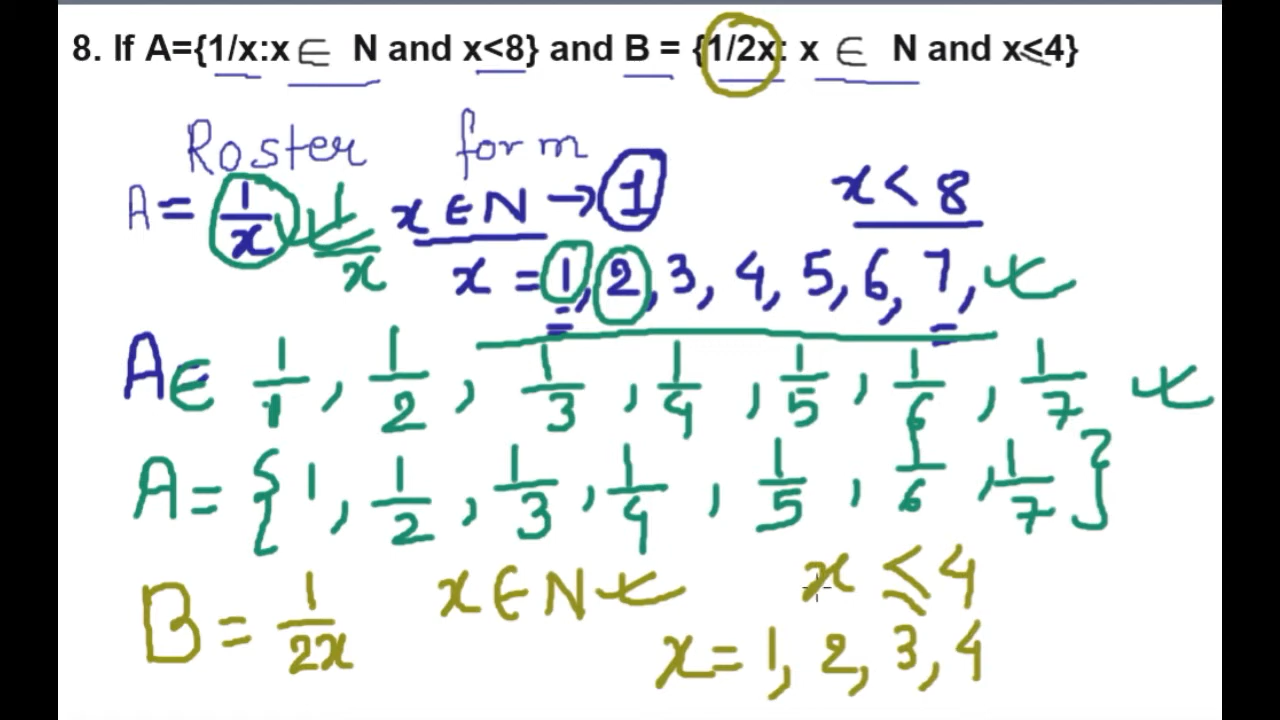 8. If A={1/x:x ∈ N and x<8} and B = {1/2x: x ∈ N and x≤4}
Roster form
A = 1/x 1/x x ∈ N → 1 x < 8
x = 1, 2, 3, 4, 5, 6, 7,
A ∈ 1/1, 1/2, 1/3, 1/4, 1/5, 1/6, 1/7
A = {1, 1/2, 1/3, 1/4, 1/5, 1/6, 1/7}
B = 1/2x x ∈ N x ≤ 4
x = 1, 2, 3, 4